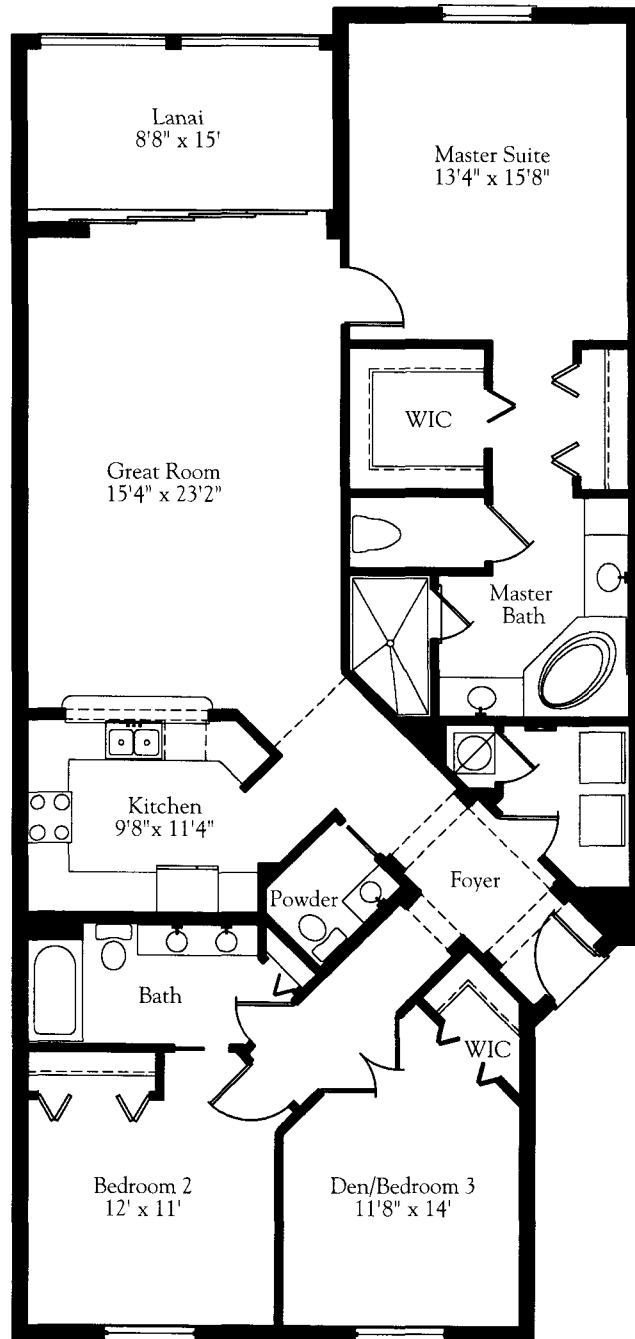 Lanai
8'8" x 15'
Master Suite
13'4" x 15'8"
WIC
Great Room
15'4" x 23'2"
Master
Bath
Kitchen
9'8"x 11'4"
Powder
Foyer
Bath
WIC
Bedroom 2
12' x 11'
Den/Bedroom 3
11'8" x 14'